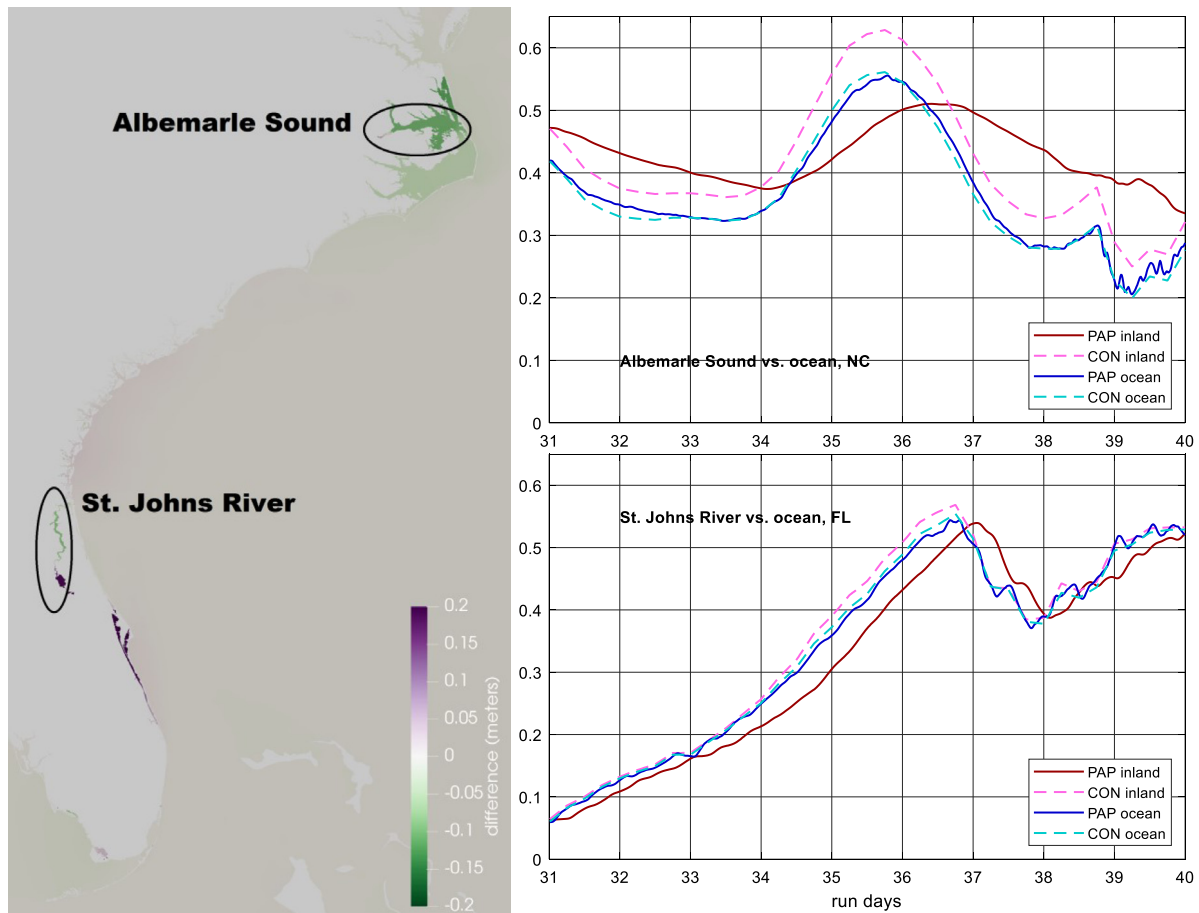 Albemarle Sound
St. Johns River
0.2
0.15
0.1
0.05
0
-0.05
-0.1
-0.15
-0.2
difference (meters)
0.6
0.5
0.4
0.3
0.2
0.1
0
31 32 33 34 35 36 37 38 39 40
Albemarle Sound vs. ocean, NC
PAP inland
CON inland
PAP ocean
CON ocean
0.6
0.5
0.4
0.3
0.2
0.1
0
31 32 33 34 35 36 37 38 39 40
St. Johns River vs. ocean, FL
PAP inland
CON inland
PAP ocean
CON ocean
run days